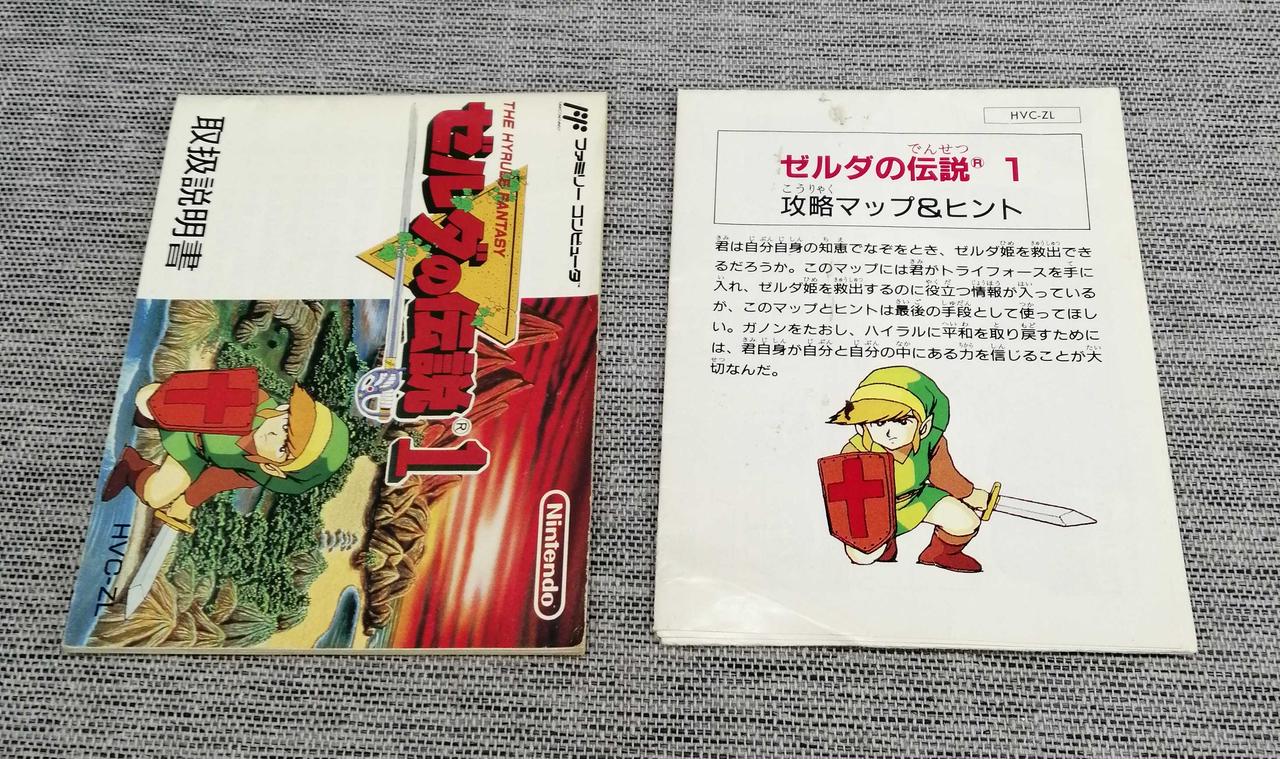 ファミリー コンピュータ
THE HYRULE FANTASY
ゼルダの伝説® 1
取扱説明書
Nintendo®
HVC-ZL
HVC-ZL
でんせつ
ゼルダの伝説® 1
こうりゃく
攻略マップ&ヒント
君は自分自身の知恵でなぞをとき、ゼルダ姫を救出でき
るだろうか。このマップには君がトライフォースを手に
入れ、ゼルダ姫を救出するのに役立つ情報が入っている
が、このマップとヒントは最後の手段として使ってほし
い。ガノンをたおし、ハイラルに平和を取り戻すために
は、君自身が自分と自分の中にある力を信じることが大
切なんだ。